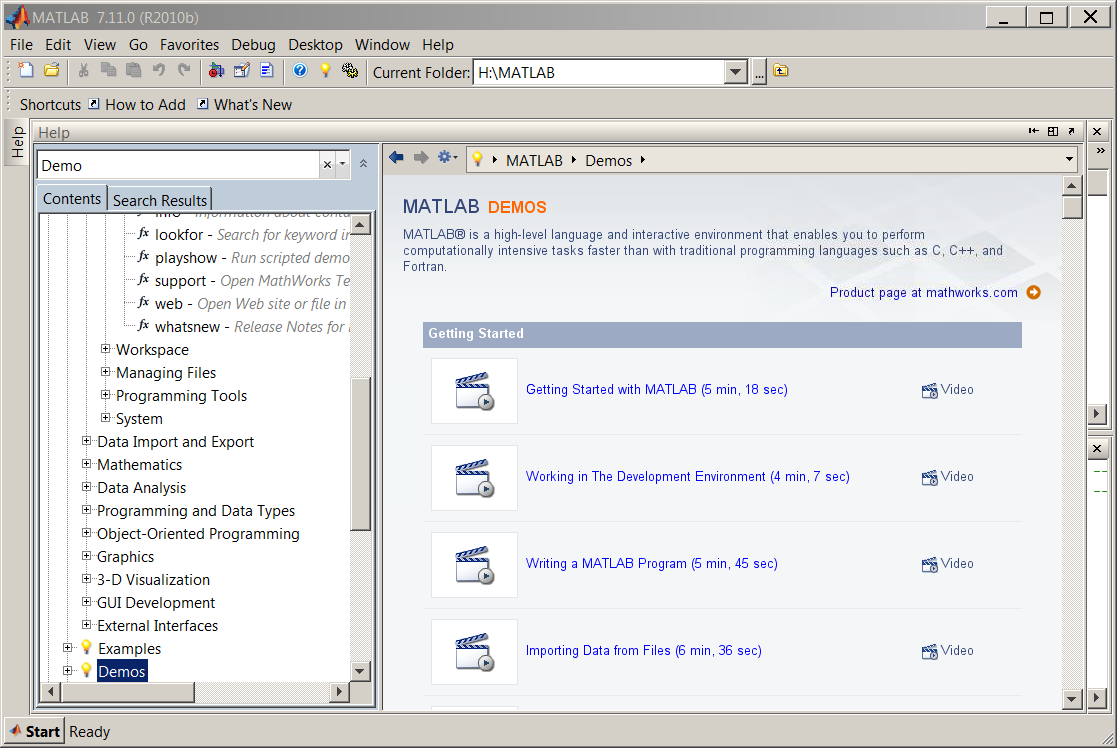 MATLAB 7.11.0 (R2010b)
File Edit View Go Favorites Debug Desktop Window Help
Current Folder: H:\MATLAB ...
Shortcuts How to Add What's New
Help
Help
Demo
Contents Search Results
info - Information about
lookfor - Search for keyword in
playshow - Run scripted demo
support - Open MathWorks Te
web - Open Web site or file in
whatsnew - Release Notes for
Workspace
Managing Files
Programming Tools
System
Data Import and Export
Mathematics
Data Analysis
Programming and Data Types
Object-Oriented Programming
Graphics
3-D Visualization
GUI Development
External Interfaces
Examples
Demos
MATLAB Demos
MATLAB DEMOS
MATLAB® is a high-level language and interactive environment that enables you to perform
computationally intensive tasks faster than with traditional programming languages such as C, C++, and
Fortran.
Product page at mathworks.com
Getting Started
Getting Started with MATLAB (5 min, 18 sec) Video
Working in The Development Environment (4 min, 7 sec) Video
Writing a MATLAB Program (5 min, 45 sec) Video
Importing Data from Files (6 min, 36 sec) Video
Start Ready